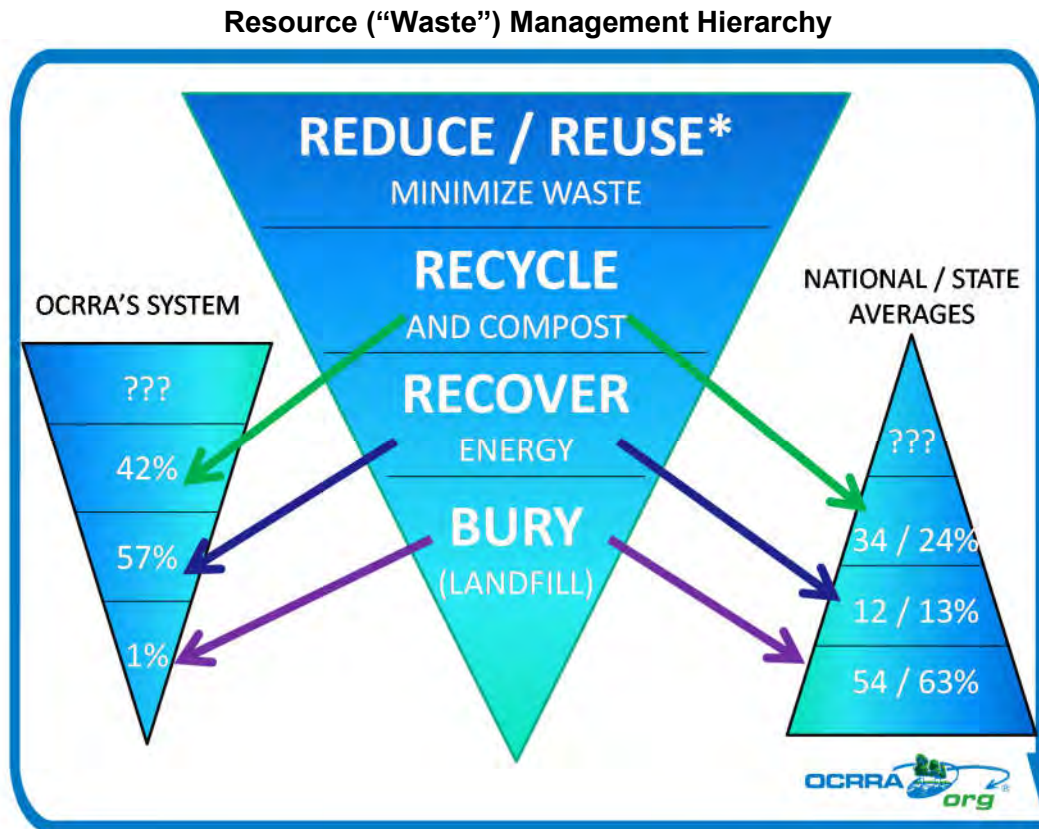 Resource (“Waste”) Management Hierarchy
REDUCE / REUSE*
MINIMIZE WASTE
RECYCLE
AND COMPOST
RECOVER
ENERGY
BURY
(LANDFILL)
OCRRA'S SYSTEM
???
42%
57%
1%
NATIONAL / STATE
AVERAGES
???
34 / 24%
12 / 13%
54 / 63%
OCRRA
org®